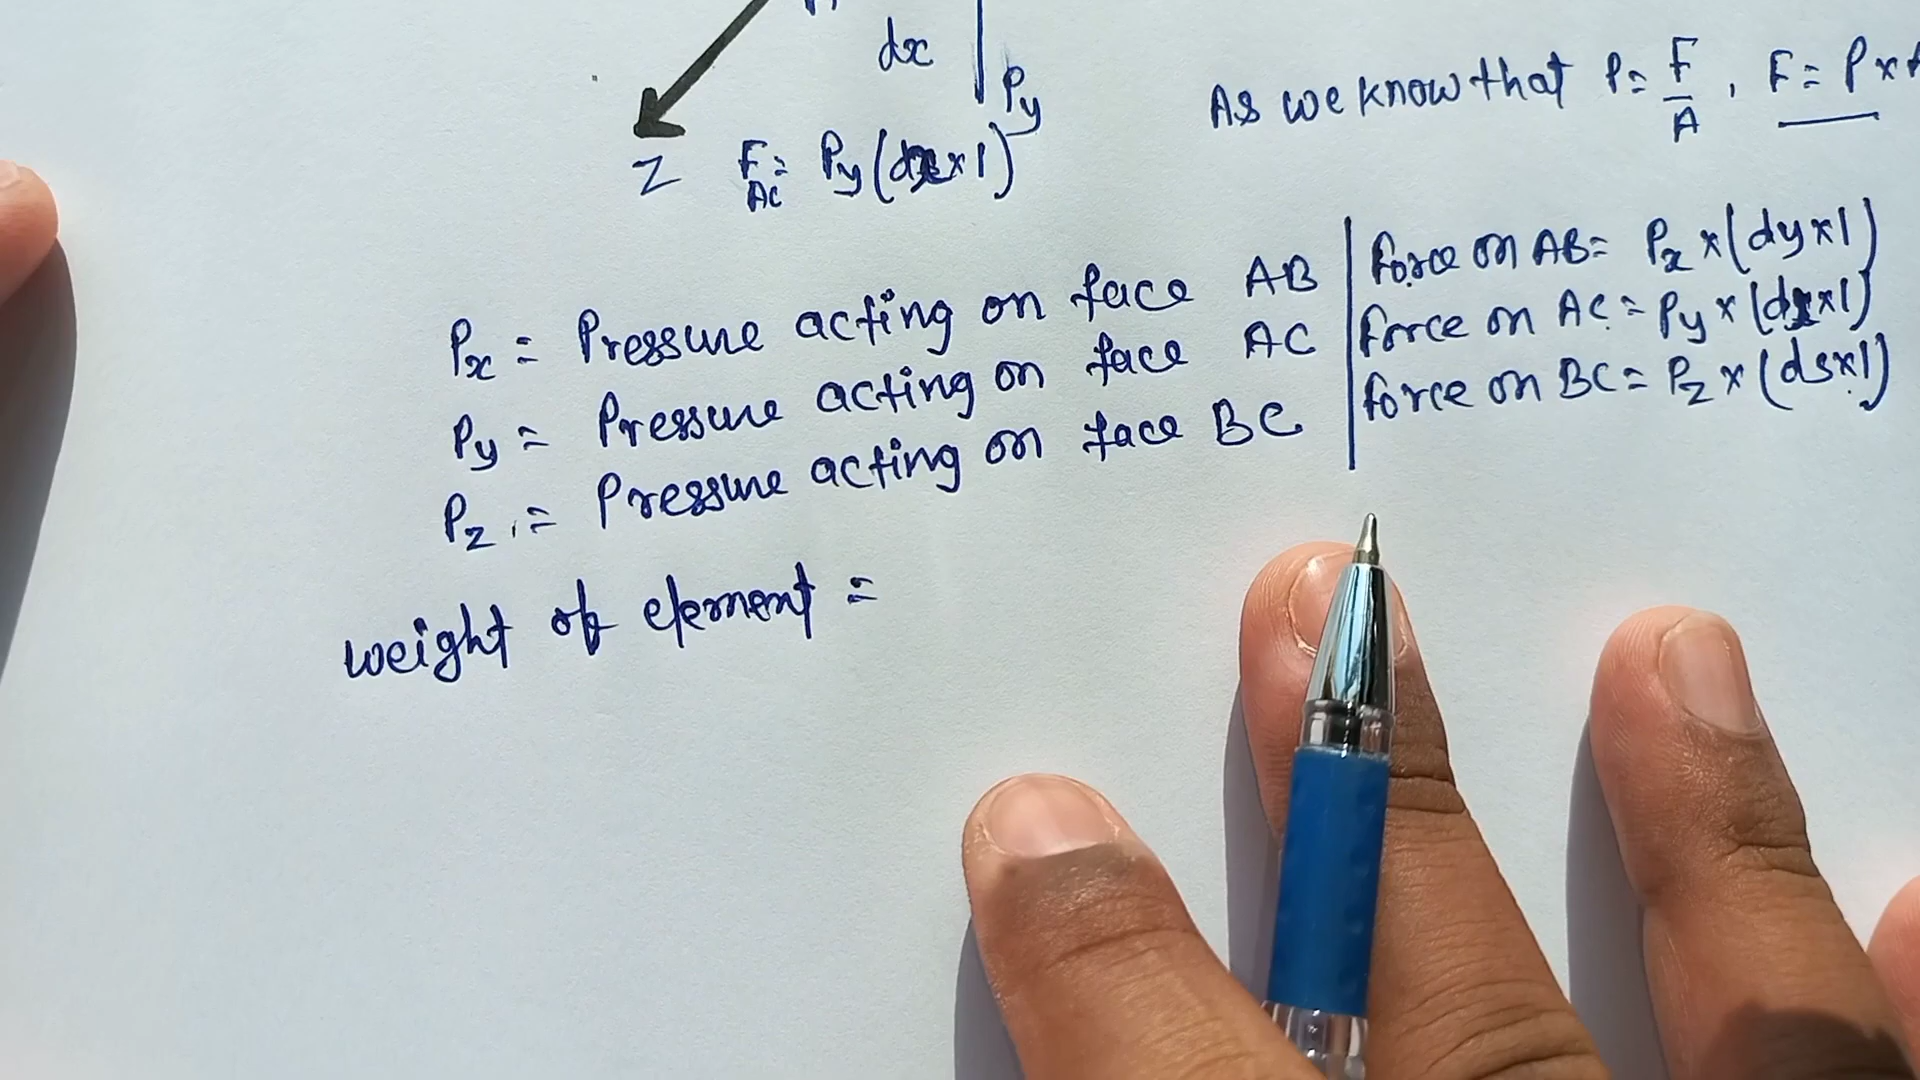 dx
Py
As we know that P = F/A , F = P×A
Z F AC = Py (dx×1)
Px = Pressure acting on face AB | Force on AB = Px × (dy×1)
Py = Pressure acting on face AC | Force on AC = Py × (dx×1)
Pz = Pressure acting on face BC | Force on BC = Pz × (ds×1)
weight of element =